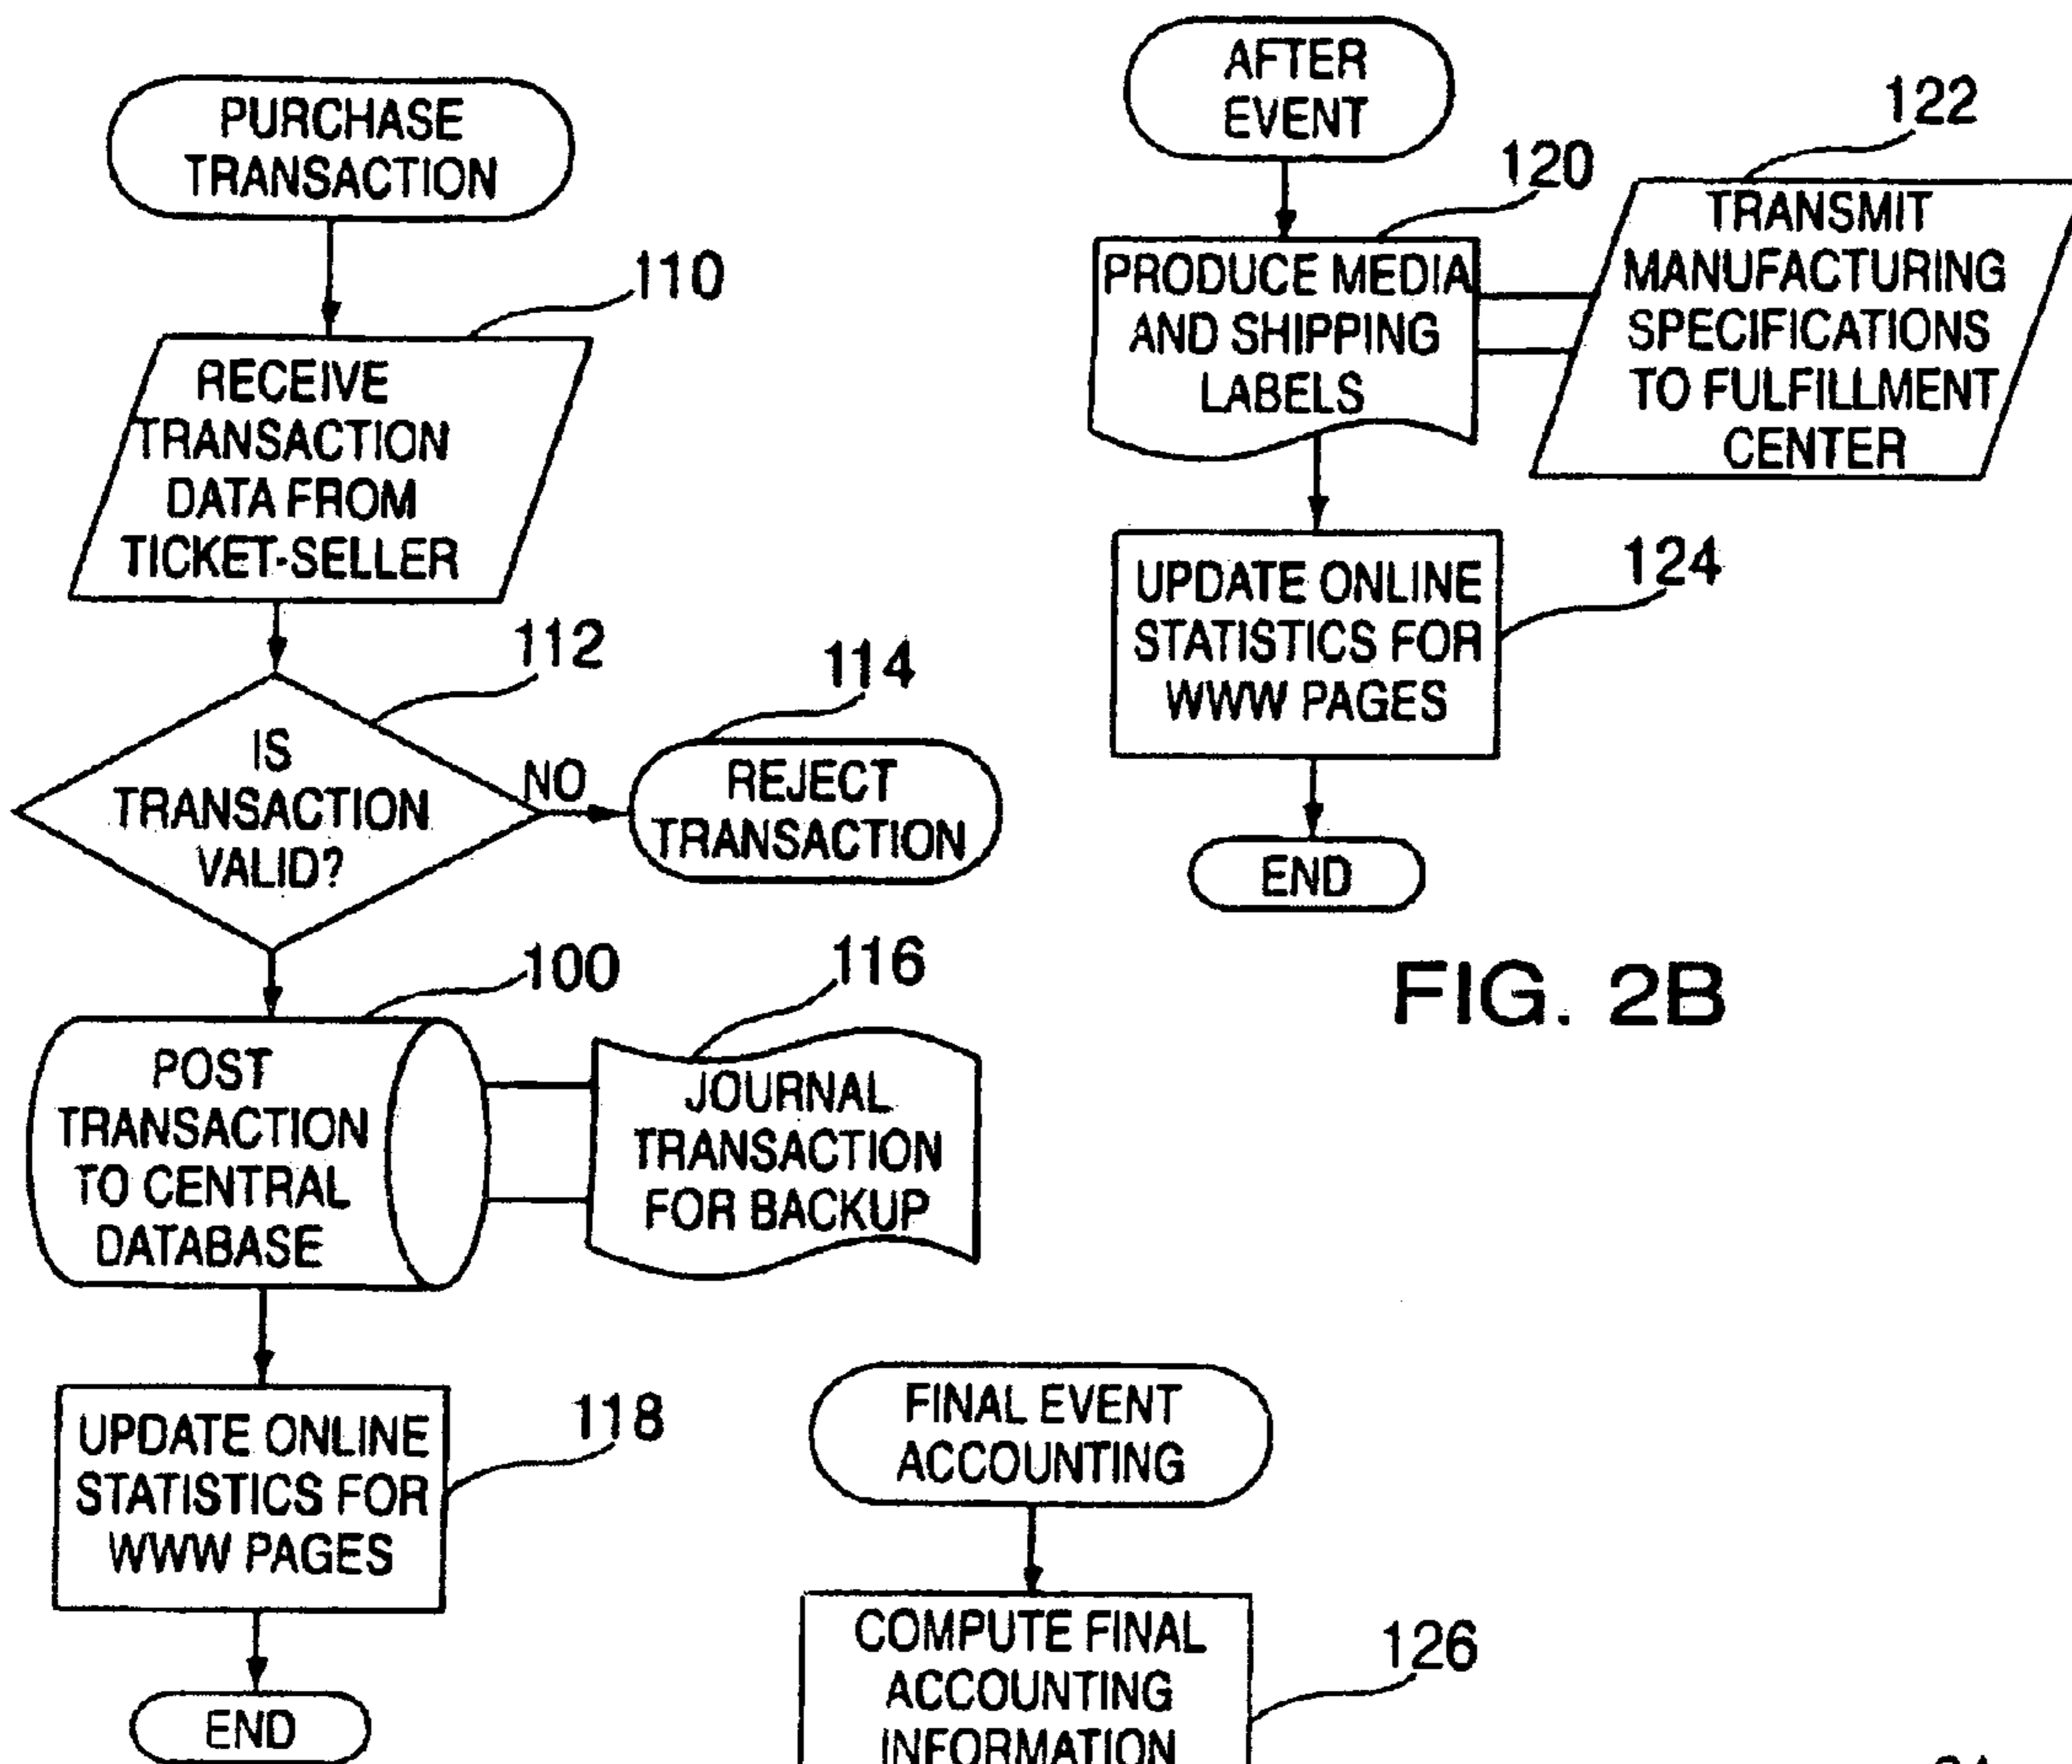 PURCHASE
TRANSACTION
110
RECEIVE
TRANSACTION
DATA FROM
TICKET-SELLER
112
IS
TRANSACTION
VALID?
NO
114
REJECT
TRANSACTION
100
POST
TRANSACTION
TO CENTRAL
DATABASE
116
JOURNAL
TRANSACTION
FOR BACKUP
118
UPDATE ONLINE
STATISTICS FOR
WWW PAGES
END
AFTER
EVENT
120
PRODUCE MEDIA
AND SHIPPING
LABELS
122
TRANSMIT
MANUFACTURING
SPECIFICATIONS
TO FULFILLMENT
CENTER
124
UPDATE ONLINE
STATISTICS FOR
WWW PAGES
END
FIG. 2B
FINAL EVENT
ACCOUNTING
126
COMPUTE FINAL
ACCOUNTING
INFORMATION